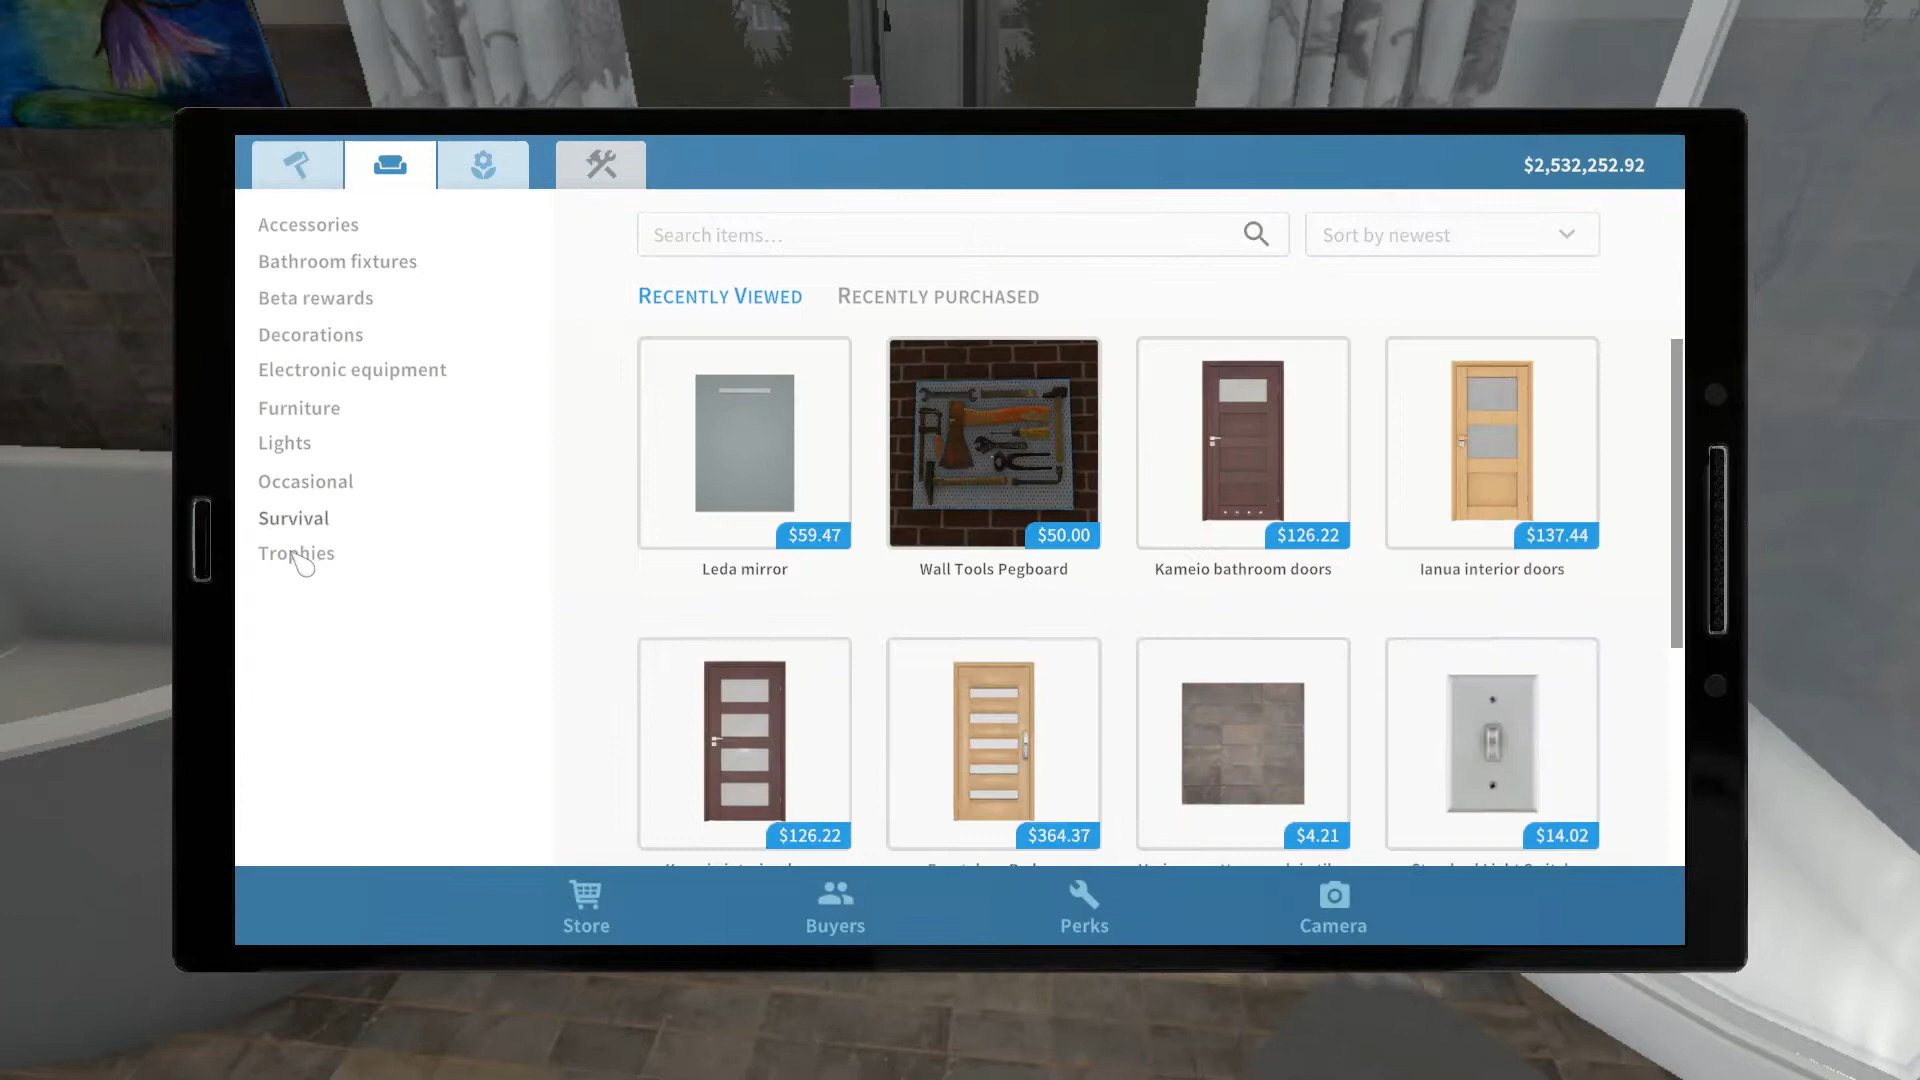 $2,532,252.92
Accessories
Bathroom fixtures
Beta rewards
Decorations
Electronic equipment
Furniture
Lights
Occasional
Survival
Trophies
Search items...
Sort by newest
RECENTLY VIEWED
RECENTLY PURCHASED
$59.47
Leda mirror
$50.00
Wall Tools Pegboard
$126.22
Kameio bathroom doors
$137.44
Ianua interior doors
$126.22
$364.37
$4.21
$14.02
Store
Buyers
Perks
Camera